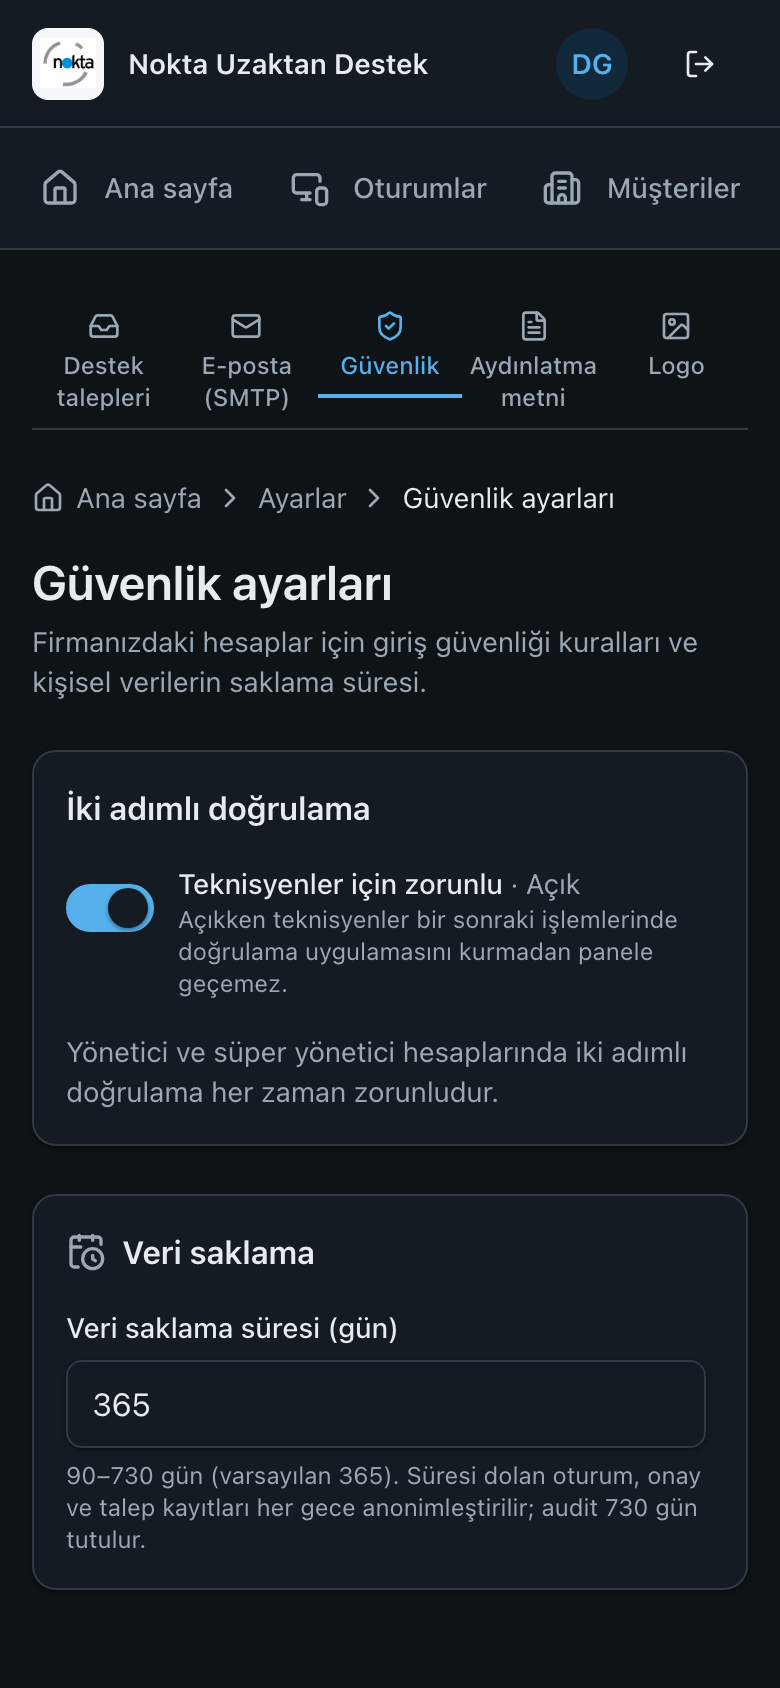 nokta
Nokta Uzaktan Destek
DG
Ana sayfa
Oturumlar
Müşteriler
Destek
talepleri
E-posta
(SMTP)
Güvenlik
Aydınlatma
metni
Logo
Ana sayfa > Ayarlar > Güvenlik ayarları
Güvenlik ayarları
Firmanızdaki hesaplar için giriş güvenliği kuralları ve
kişisel verilerin saklama süresi.
İki adımlı doğrulama
Teknisyenler için zorunlu · Açık
Açıkken teknisyenler bir sonraki işlemlerinde
doğrulama uygulamasını kurmadan panele
geçemez.
Yönetici ve süper yönetici hesaplarında iki adımlı
doğrulama her zaman zorunludur.
Veri saklama
Veri saklama süresi (gün)
365
90–730 gün (varsayılan 365). Süresi dolan oturum, onay
ve talep kayıtları her gece anonimleştirilir; audit 730 gün
tutulur.